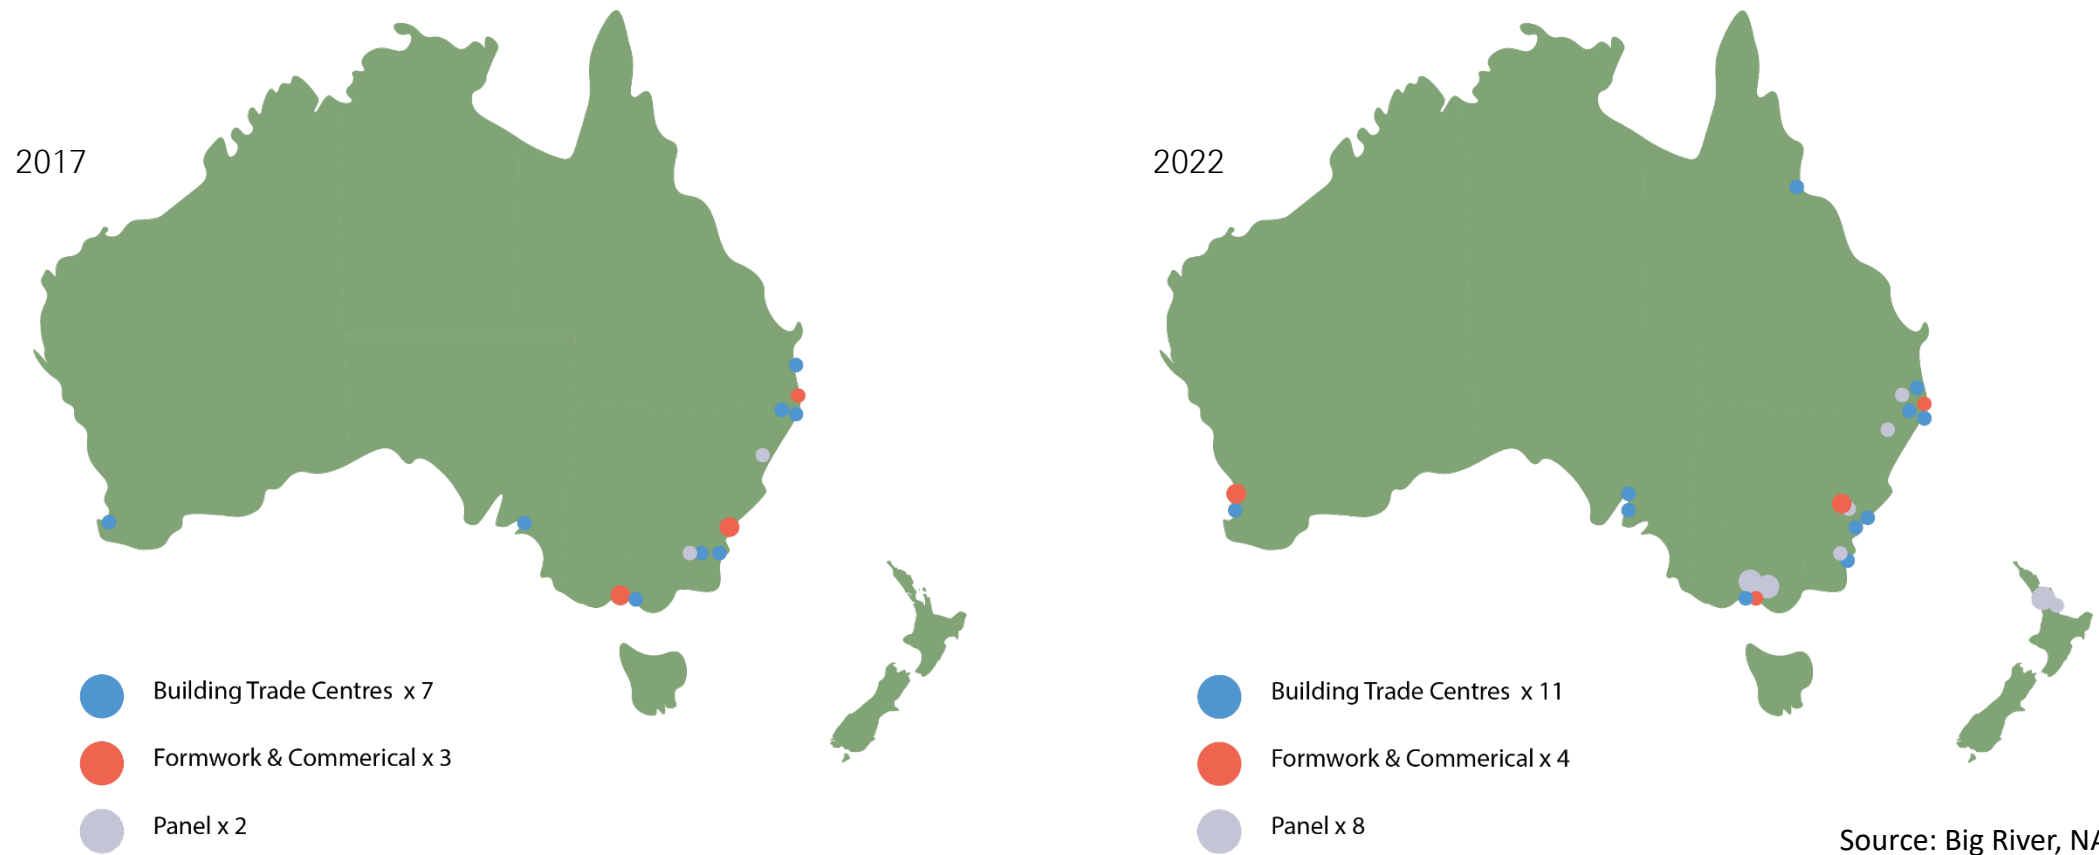 2017
Building Trade Centres x 7
Formwork & Commerical x 3
Panel x 2
2022
Building Trade Centres x 11
Formwork & Commerical x 4
Panel x 8
Source: Big River, NA